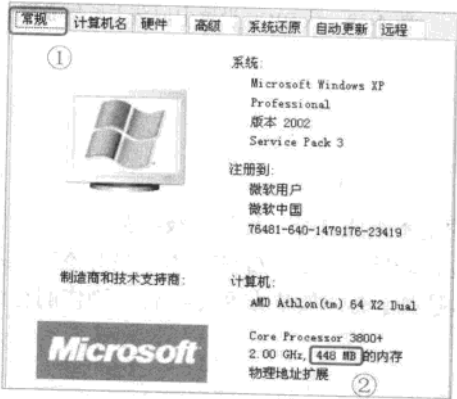 常规 计算机名 硬件 高级 系统还原 自动更新 远程
①
系统:
Microsoft Windows XP
Professional
版本 2002
Service Pack 3
注册到:
微软用户
微软中国
76481-640-1479176-23419
制造商和技术支持商:
计算机:
AMD Athlon(tm) 64 X2 Dual
Core Processor 3800+
2.00 GHz, 448 MB 的内存
物理地址扩展
②
Microsoft